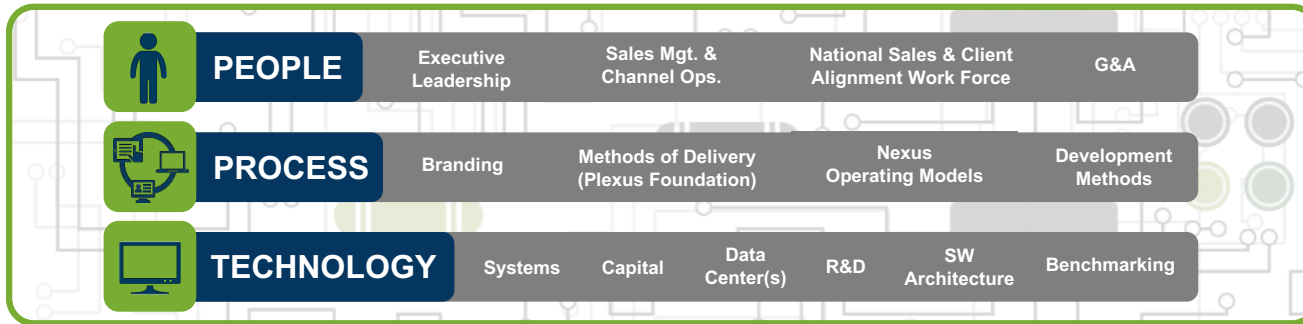 PEOPLE
Executive
Leadership
Sales Mgt. &
Channel Ops.
National Sales & Client
Alignment Work Force
G&A
PROCESS
Branding
Methods of Delivery
(Plexus Foundation)
Nexus
Operating Models
Development
Methods
TECHNOLOGY
Systems
Capital
Data
Center(s)
R&D
SW
Architecture
Benchmarking